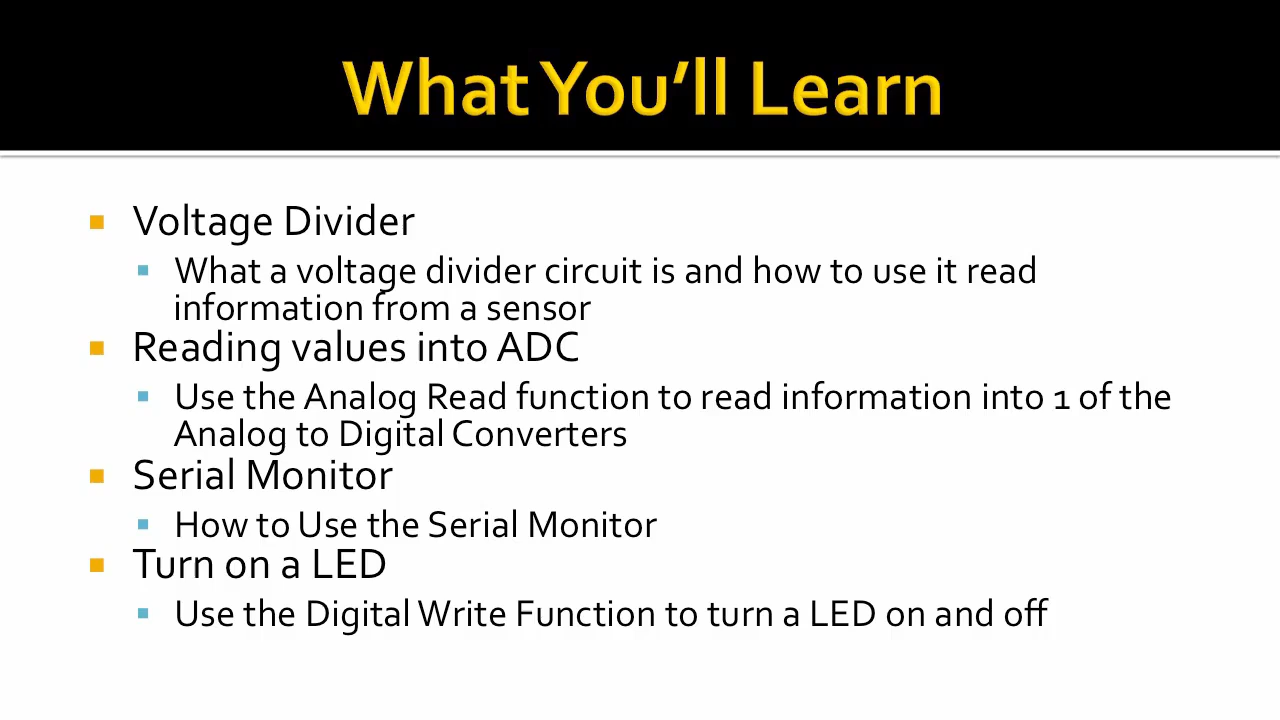 What You’ll Learn
Voltage Divider
What a voltage divider circuit is and how to use it read
information from a sensor
Reading values into ADC
Use the Analog Read function to read information into 1 of the
Analog to Digital Converters
Serial Monitor
How to Use the Serial Monitor
Turn on a LED
Use the Digital Write Function to turn a LED on and off